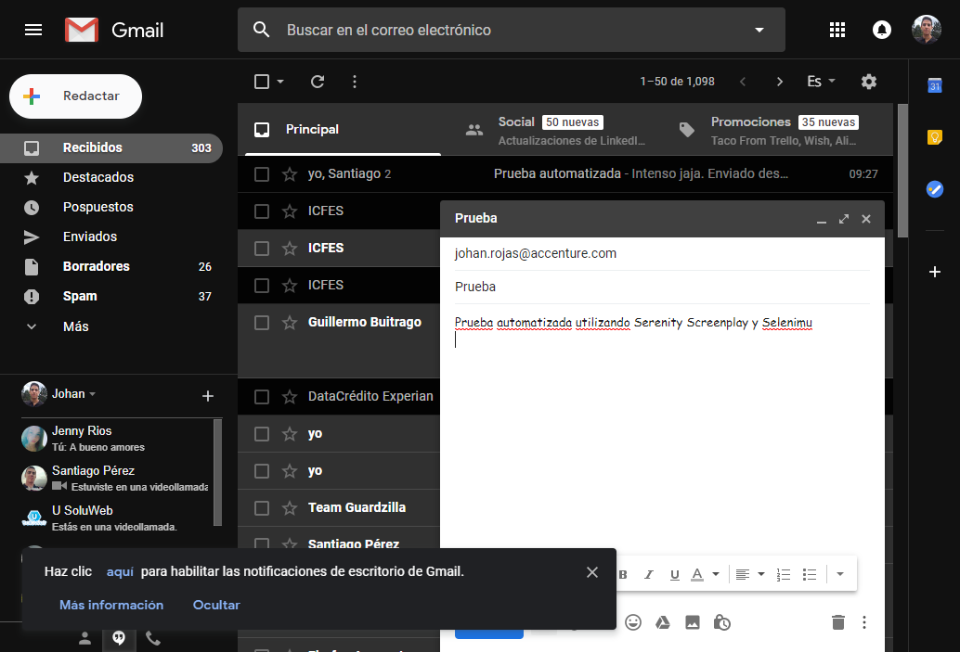 Gmail
Buscar en el correo electrónico
Redactar
1–50 de 1,098
Es
31
Principal
Social 50 nuevas
Actualizaciones de LinkedI…
Promociones 35 nuevas
Taco From Trello, Wish, Ali…
Recibidos 303
Destacados
Pospuestos
Enviados
Borradores 26
Spam 37
Más
yo, Santiago 2 Prueba automatizada - Intenso jaja. Enviado des… 09:27
ICFES
ICFES
ICFES
Guillermo Buitrago
DataCrédito Experian
yo
yo
Team Guardzilla
Santiago Pérez
Prueba
johan.rojas@accenture.com
Prueba
Prueba automatizada utilizando Serenity Screenplay y Selenimu
Johan
Jenny Rios
Tú: A bueno amores
Santiago Pérez
Estuviste en una videollamada
U SoluWeb
Estás en una videollamada.
Haz clic aquí para habilitar las notificaciones de escritorio de Gmail.
Más información Ocultar
B I U A